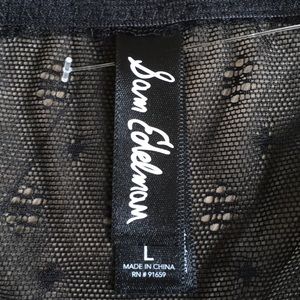 Sam Edelman
L
MADE IN CHINA
RN # 91659